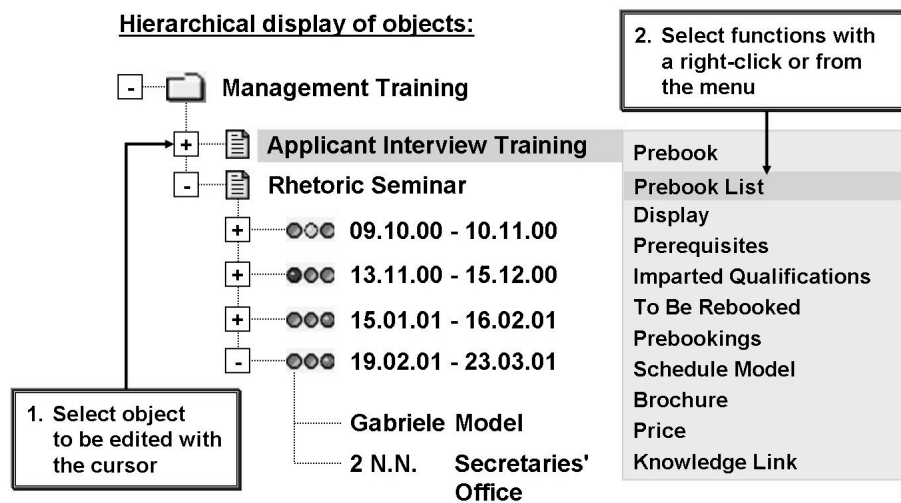 Hierarchical display of objects:
2. Select functions with
a right-click or from
the menu
- Management Training
+ Applicant Interview Training
- Rhetoric Seminar
+ 09.10.00 - 10.11.00
+ 13.11.00 - 15.12.00
+ 15.01.01 - 16.02.01
- 19.02.01 - 23.03.01
Gabriele Model
2 N.N. Secretaries'
Office
Prebook
Prebook List
Display
Prerequisites
Imparted Qualifications
To Be Rebooked
Prebookings
Schedule Model
Brochure
Price
Knowledge Link
1. Select object
to be edited with
the cursor